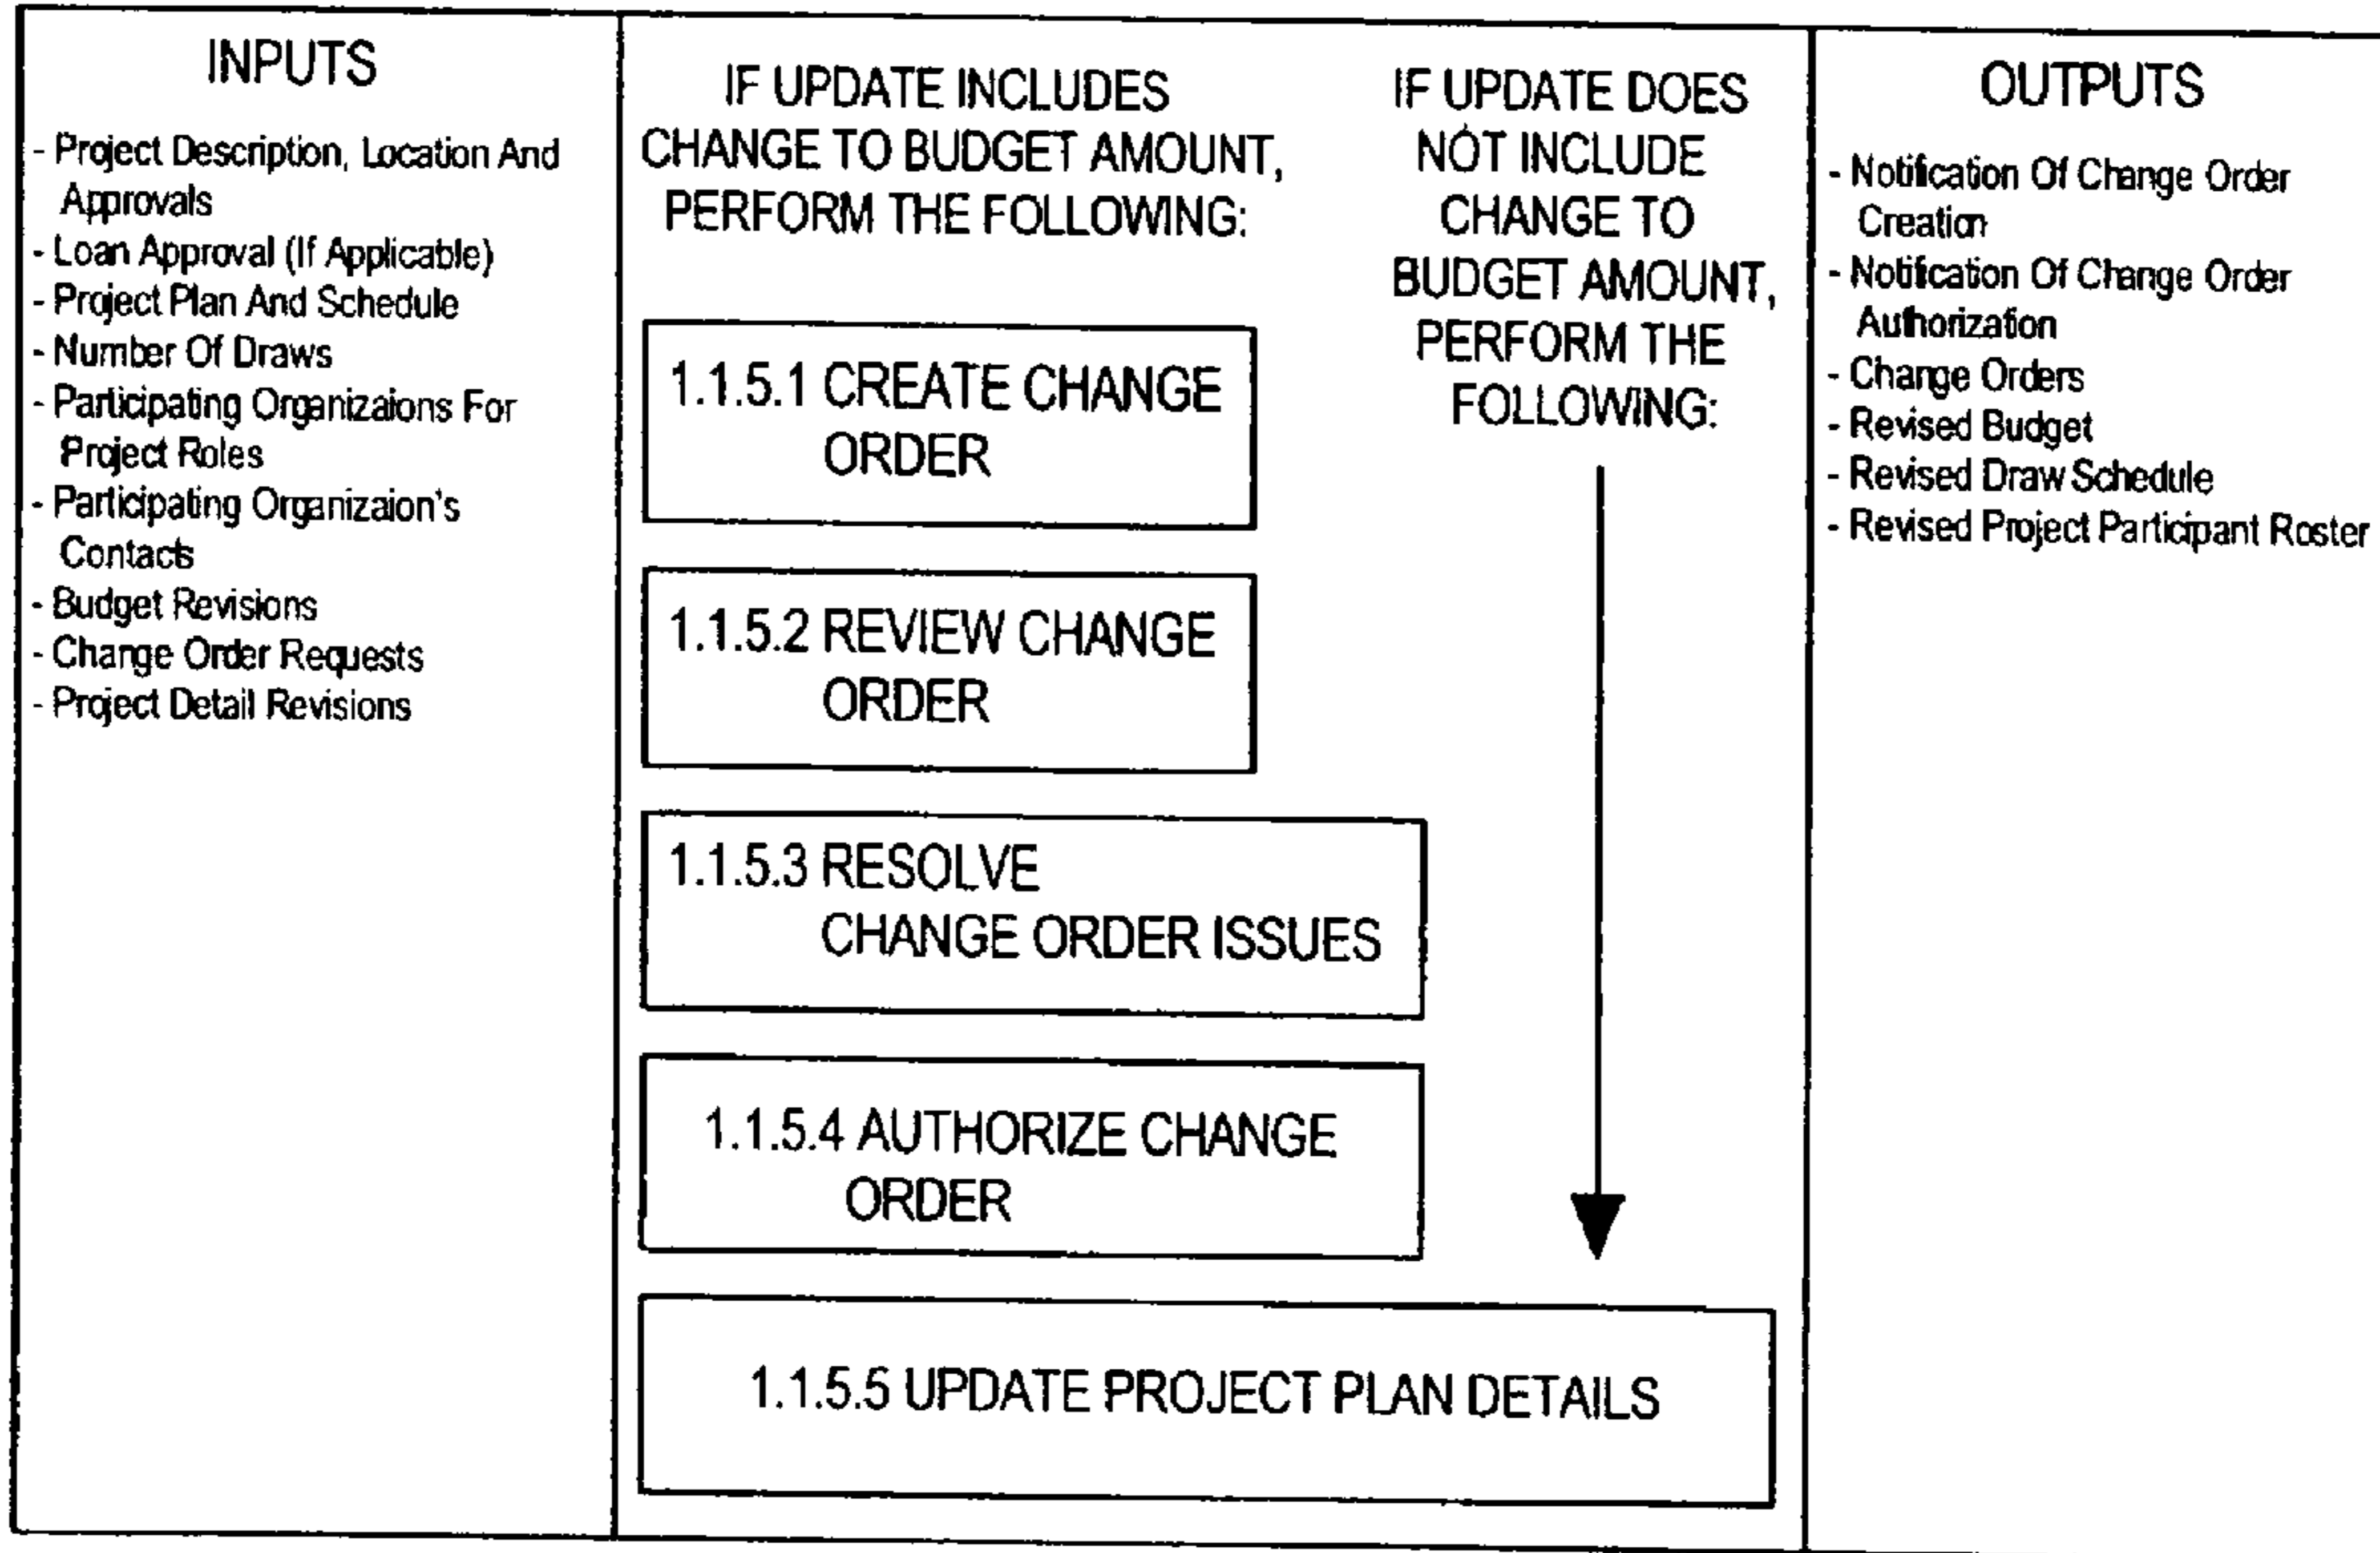 INPUTS
- Project Description, Location And
Approvals
- Loan Approval (If Applicable)
- Project Plan And Schedule
- Number Of Draws
- Participating Organizaions For
Project Roles
- Participating Organizaion's
Contacts
- Budget Revisions
- Change Order Requests
- Project Detail Revisions
IF UPDATE INCLUDES
CHANGE TO BUDGET AMOUNT,
PERFORM THE FOLLOWING:
1.1.5.1 CREATE CHANGE
ORDER
1.1.5.2 REVIEW CHANGE
ORDER
1.1.5.3 RESOLVE
CHANGE ORDER ISSUES
1.1.5.4 AUTHORIZE CHANGE
ORDER
IF UPDATE DOES
NOT INCLUDE
CHANGE TO
BUDGET AMOUNT,
PERFORM THE
FOLLOWING:
1.1.5.5 UPDATE PROJECT PLAN DETAILS
OUTPUTS
- Notification Of Change Order
Creation
- Notification Of Change Order
Authorization
- Change Orders
- Revised Budget
- Revised Draw Schedule
- Revised Project Participant Roster